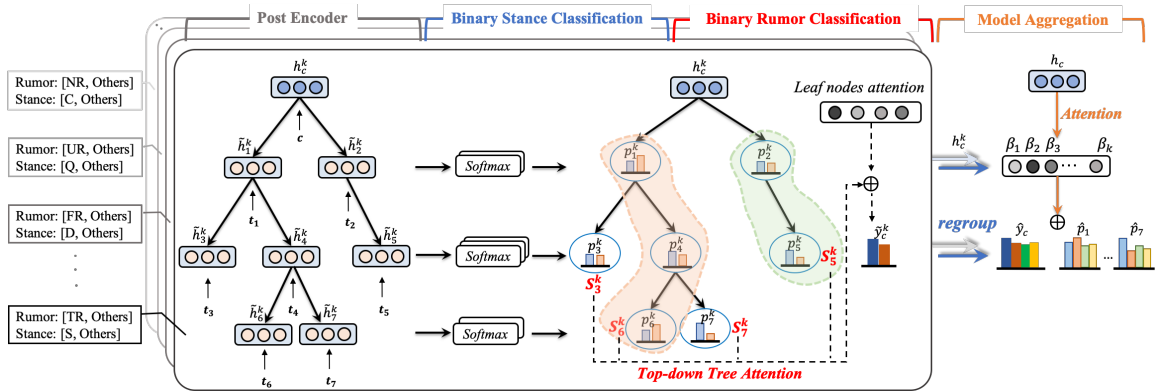 Post Encoder
Binary Stance Classification
Binary Rumor Classification
Model Aggregation
Rumor: [NR, Others]
Stance: [C, Others]
Rumor: [UR, Others]
Stance: [Q, Others]
Rumor: [FR, Others]
Stance: [D, Others]
Rumor: [TR, Others]
Stance: [S, Others]
h_c^k
c
h̃_1^k
h̃_2^k
t_1
t_2
h̃_3^k
h̃_4^k
h̃_5^k
t_3
t_4
t_5
h̃_6^k
h̃_7^k
t_6
t_7
Softmax
Softmax
Softmax
h_c^k
p_1^k
p_2^k
p_3^k
p_4^k
p_5^k
S_3^k
S_5^k
p_6^k
p_7^k
S_6^k
S_7^k
Top-down Tree Attention
Leaf nodes attention
⊕
ỹ_c^k
h_c^k
regroup
h_c
Attention
β_1 β_2 β_3 ... β_k
⊕
ŷ_c
p̂_1
...
p̂_7